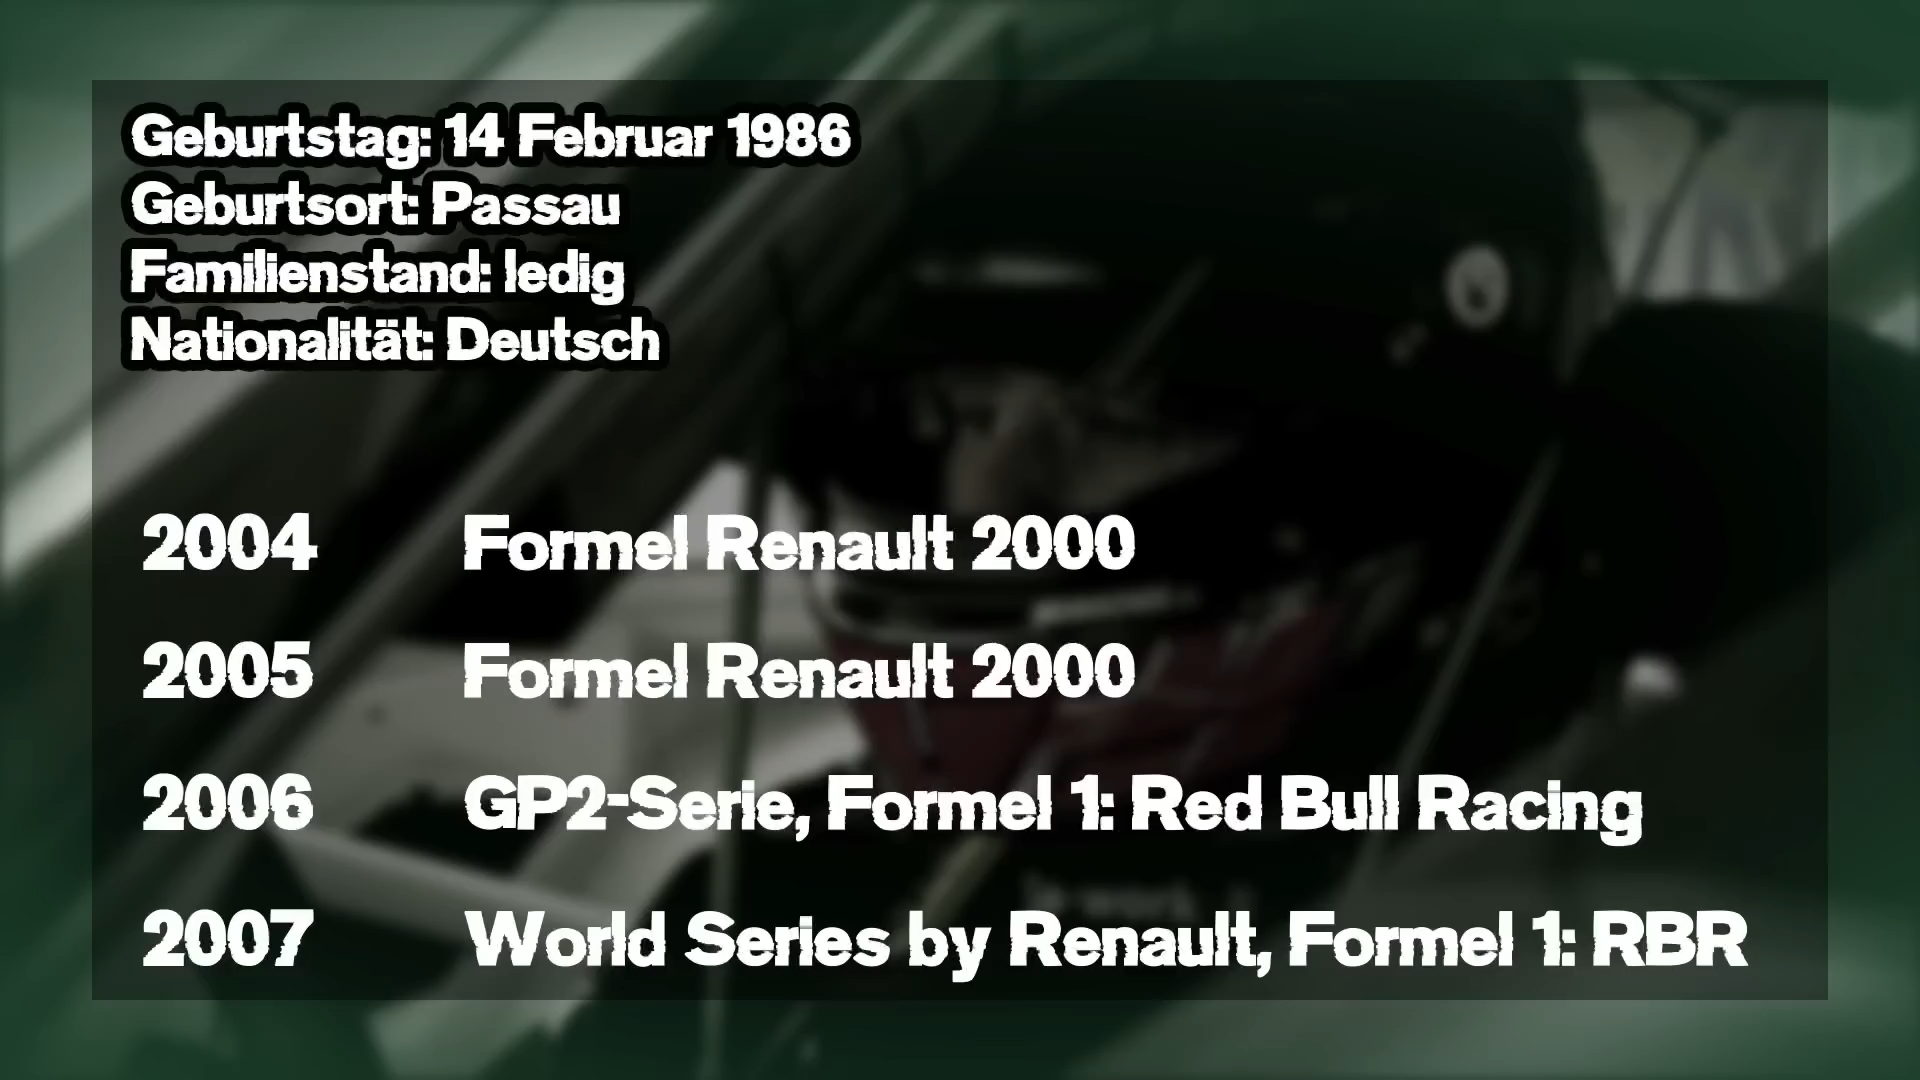 Geburtstag: 14 Februar 1986
Geburtsort: Passau
Familienstand: ledig
Nationalität: Deutsch
2004 Formel Renault 2000
2005 Formel Renault 2000
2006 GP2-Serie, Formel 1: Red Bull Racing
2007 World Series by Renault, Formel 1: RBR